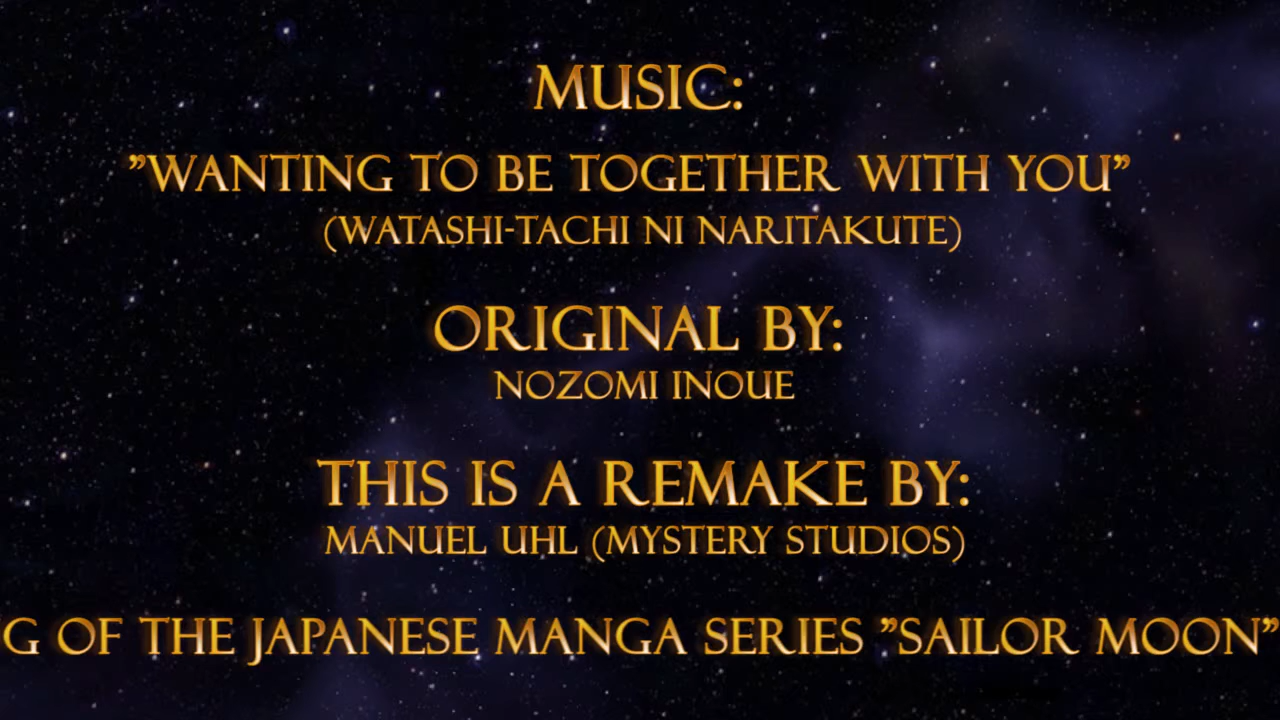 MUSIC:
”WANTING TO BE TOGETHER WITH YOU”
(WATASHI-TACHI NI NARITAKUTE)
ORIGINAL BY:
NOZOMI INOUE
THIS IS A REMAKE BY:
MANUEL UHL (MYSTERY STUDIOS)
G OF THE JAPANESE MANGA SERIES ”SAILOR MOON”